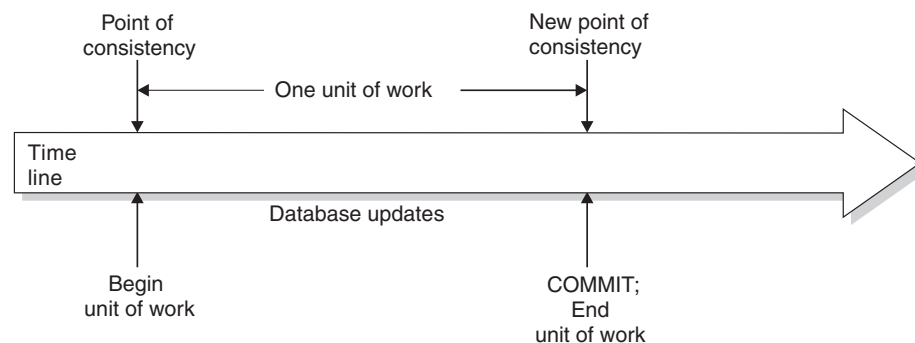 Point of
consistency
New point of
consistency
One unit of work
Time
line
Database updates
Begin
unit of work
COMMIT;
End
unit of work